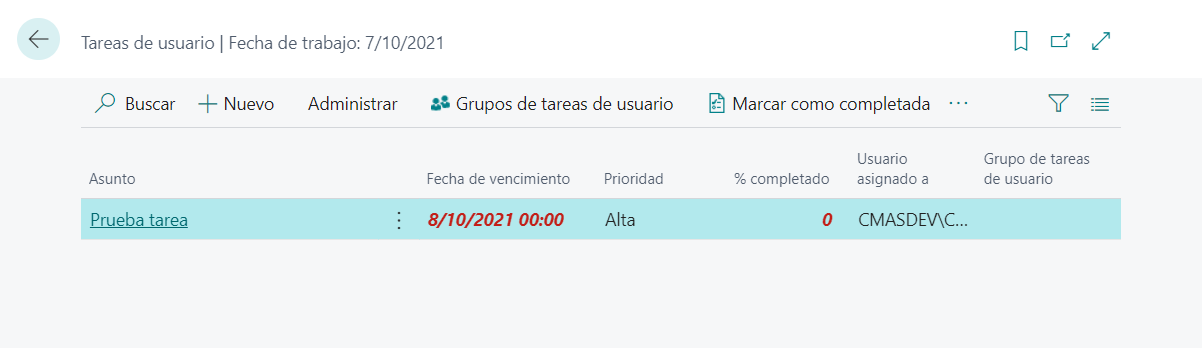 Tareas de usuario | Fecha de trabajo: 7/10/2021
Buscar Nuevo Administrar Grupos de tareas de usuario Marcar como completada ···
Asunto Fecha de vencimiento Prioridad % completado Usuario asignado a Grupo de tareas de usuario
Prueba tarea 8/10/2021 00:00 Alta 0 CMASDEV\C...